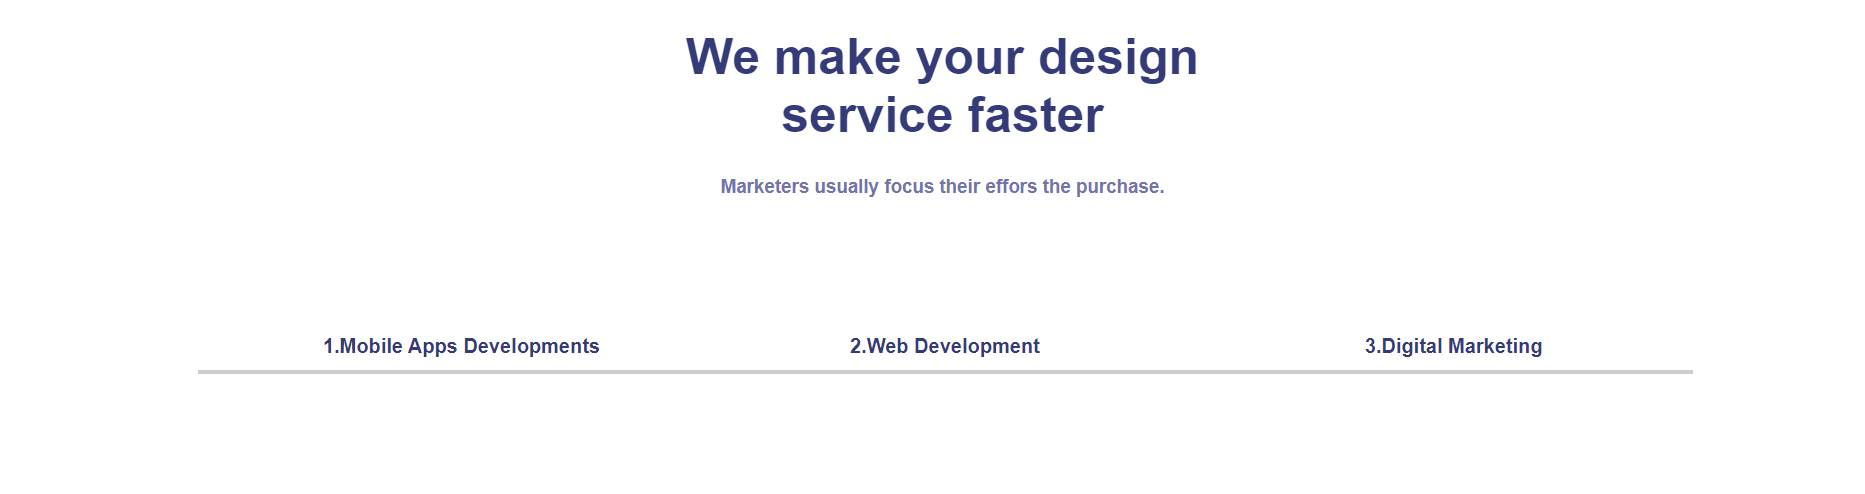 We make your design
service faster
Marketers usually focus their effors the purchase.
1.Mobile Apps Developments
2.Web Development
3.Digital Marketing